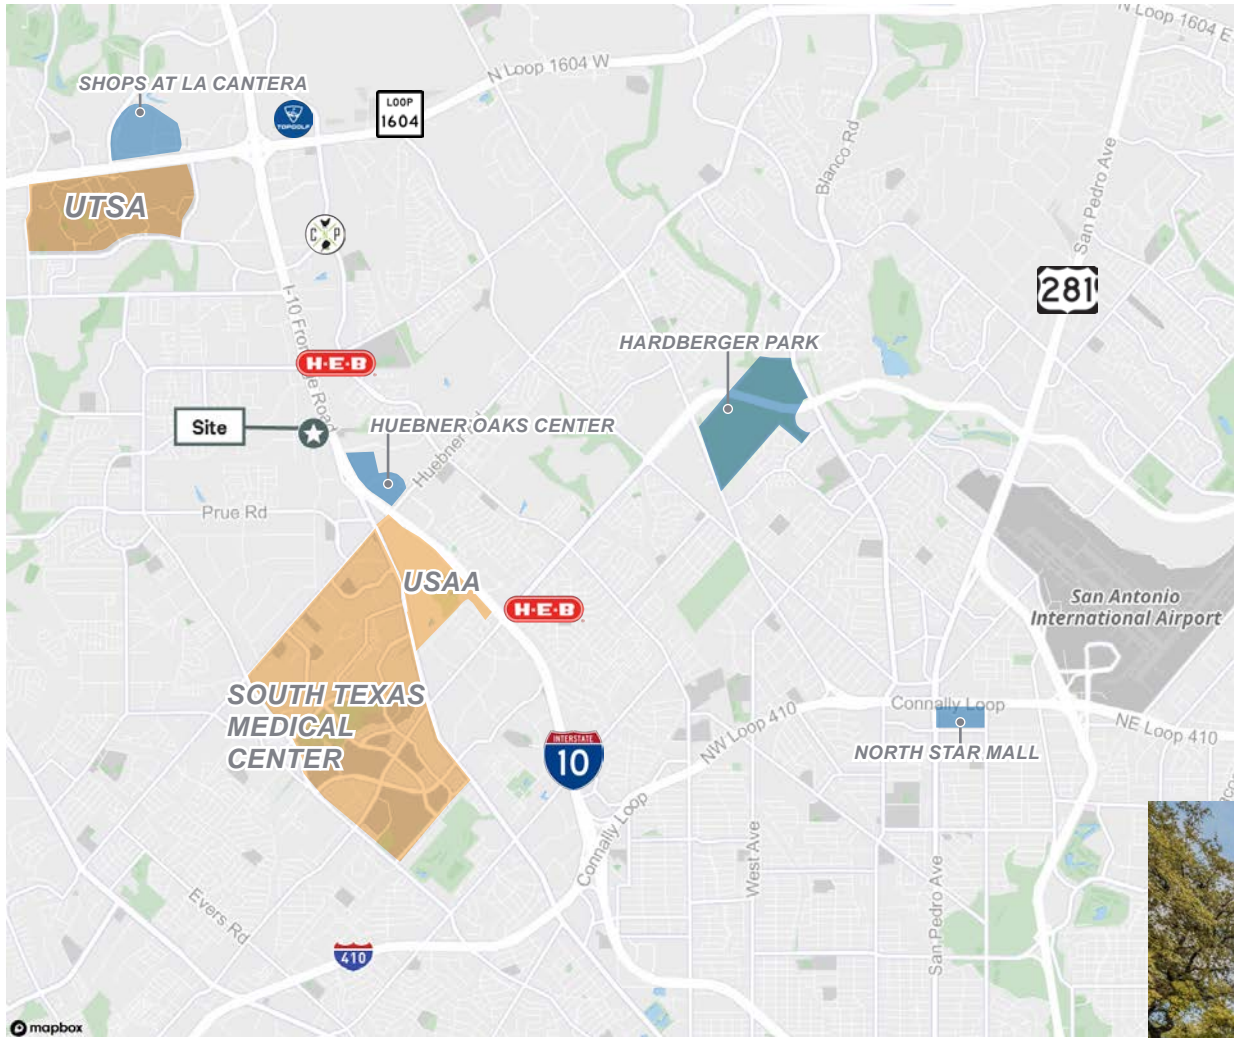 N Loop 1604 W
N Loop 1604 E
SHOPS AT LA CANTERA
TOPGOLF
LOOP
1604
Blanco Rd
San Pedro Ave
UTSA
C P
281
I-10 Frontage Road
HARDBERGER PARK
H-E-B
Site
HUEBNER OAKS CENTER
Huebner
Prue Rd
USAA
H-E-B
San Antonio
International Airport
SOUTH TEXAS
MEDICAL
CENTER
Connally Loop
NW Loop 410
NE Loop 410
INTERSTATE
10
NORTH STAR MALL
Connally Loop
West Ave
San Pedro Ave
Evers Rd
410
mapbox